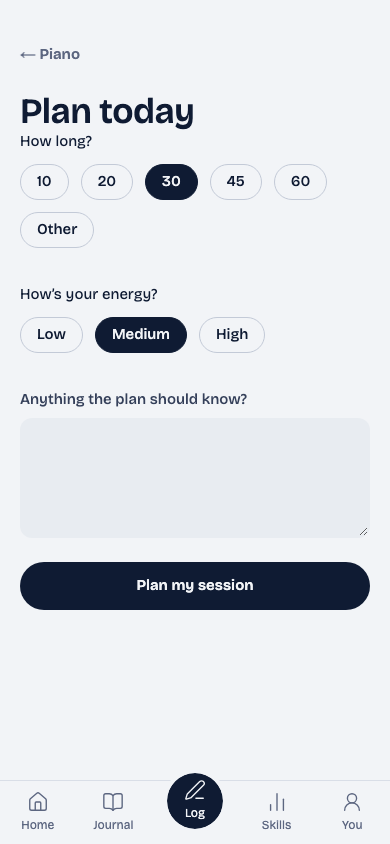 ← Piano
Plan today
How long?
10 20 30 45 60
Other
How's your energy?
Low Medium High
Anything the plan should know?
Plan my session
Home Journal Log Skills You